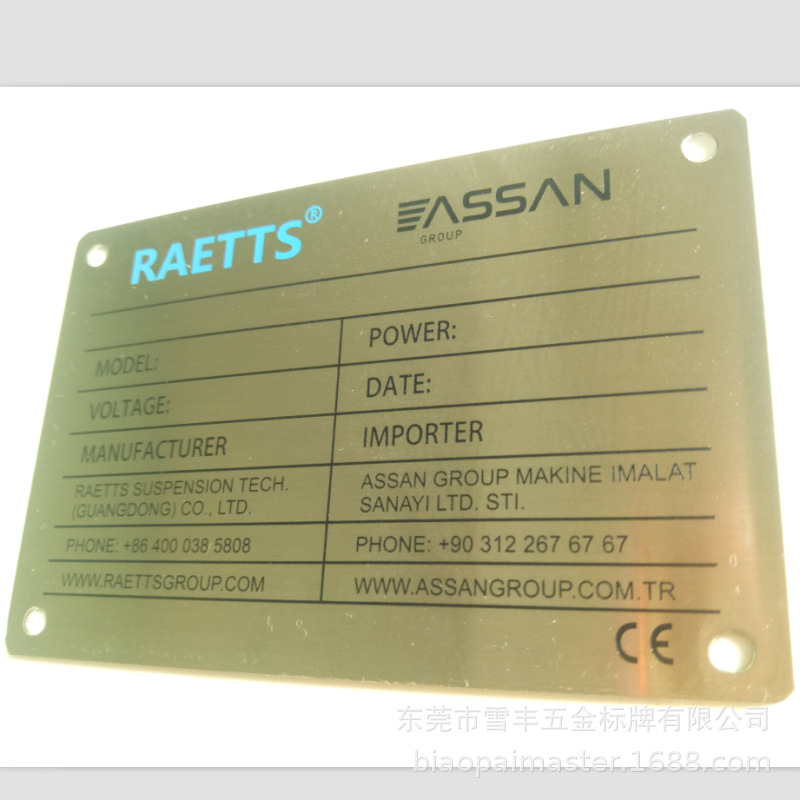 RAETTS®
ASSAN
GROUP
MODEL:
POWER:
VOLTAGE:
DATE:
MANUFACTURER
IMPORTER
RAETTS SUSPENSION TECH.
(GUANGDONG) CO., LTD.
ASSAN GROUP MAKINE IMALAT
SANAYI LTD. STI.
PHONE: +86 400 038 5808
PHONE: +90 312 267 67 67
WWW.RAETTSGROUP.COM
WWW.ASSANGROUP.COM.TR
CE
东莞市雪丰五金标牌有限公司
biaopaimaster.1688.com